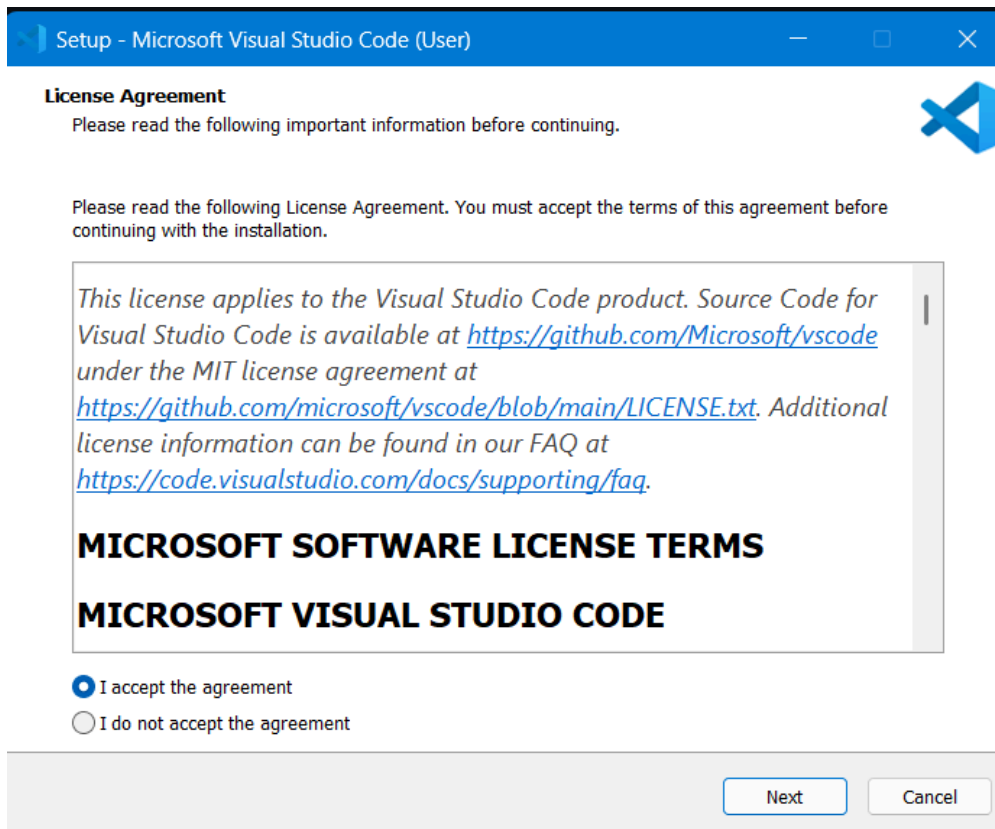 Setup - Microsoft Visual Studio Code (User)
License Agreement
Please read the following important information before continuing.
Please read the following License Agreement. You must accept the terms of this agreement before
continuing with the installation.
This license applies to the Visual Studio Code product. Source Code for
Visual Studio Code is available at https://github.com/Microsoft/vscode
under the MIT license agreement at
https://github.com/microsoft/vscode/blob/main/LICENSE.txt. Additional
license information can be found in our FAQ at
https://code.visualstudio.com/docs/supporting/faq.
MICROSOFT SOFTWARE LICENSE TERMS
MICROSOFT VISUAL STUDIO CODE
I accept the agreement
I do not accept the agreement
Next Cancel